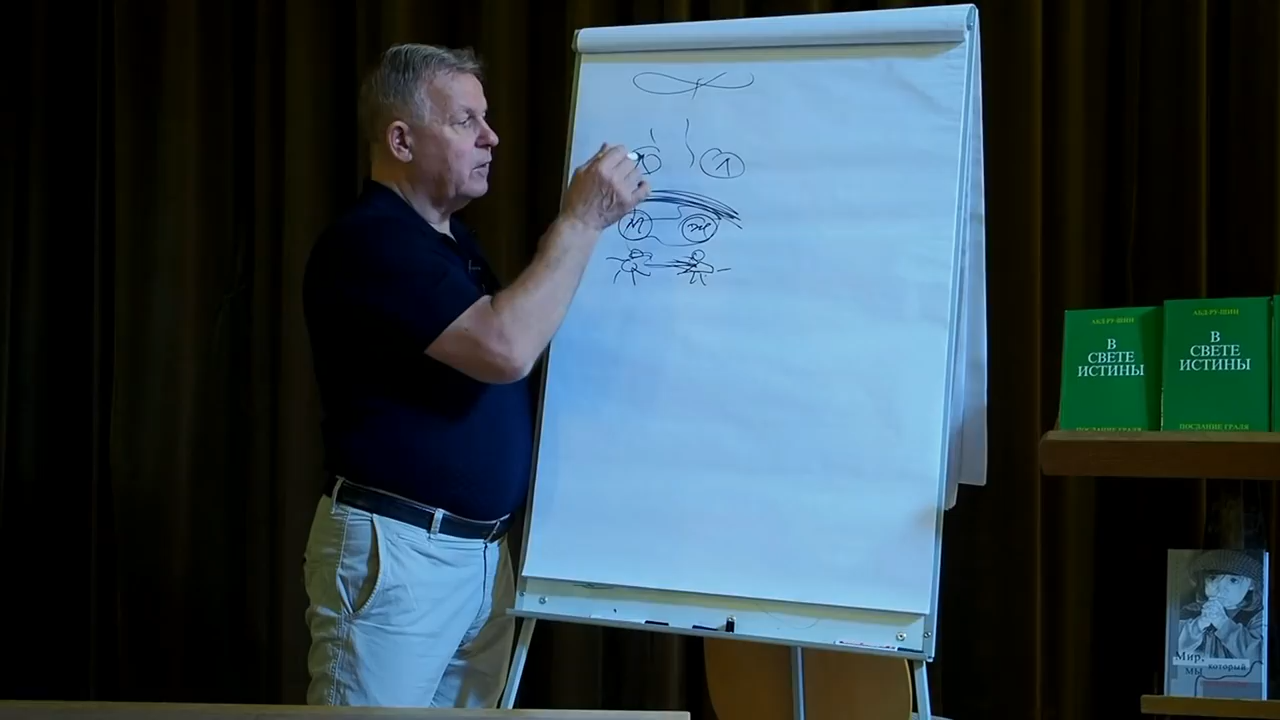 1
М Ж
АБД-РУ-ШИН
В
СВЕТЕ
ИСТИНЫ
ПОСЛАНИЕ ГРАЛЯ
АБД-РУ-ШИН
В
СВЕТЕ
ИСТИНЫ
ПОСЛАНИЕ ГРАЛЯ
Мир,
мы который